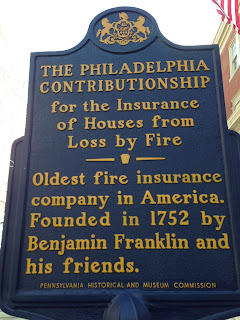 THE PHILADELPHIA
CONTRIBUTIONSHIP
for the Insurance
of Houses from
Loss by Fire
Oldest fire insurance
company in America.
Founded in 1752 by
Benjamin Franklin and
his friends.
PENNSYLVANIA HISTORICAL AND MUSEUM COMMISSION